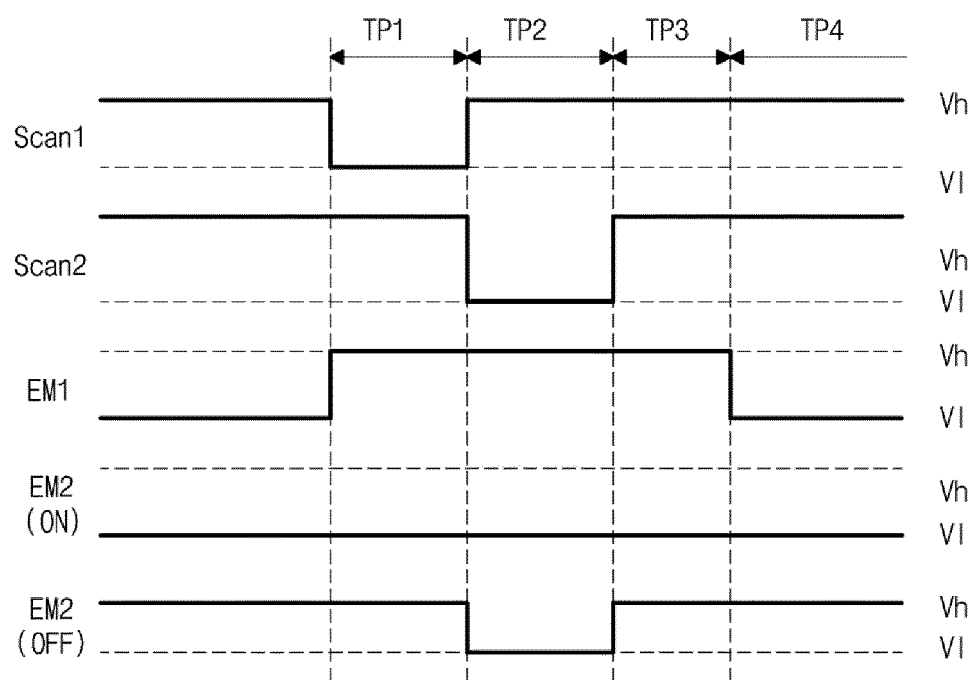 TP1 TP2 TP3 TP4
Scan1
Vh
Vl
Scan2
Vh
Vl
EM1
Vh
Vl
EM2
(ON)
Vh
Vl
EM2
(OFF)
Vh
Vl